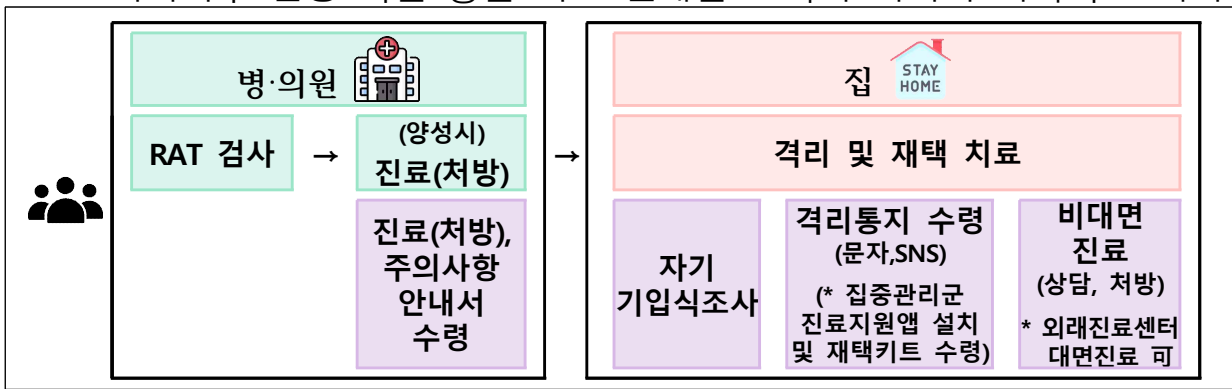 병·의원
집
STAY
HOME
RAT 검사
→
(양성시)
진료(처방)
→
격리 및 재택 치료
진료(처방),
주의사항
안내서
수령
자기
기입식조사
격리통지 수령
(문자,SNS)
(* 집중관리군
진료지원앱 설치
및 재택키트 수령)
비대면
진료
(상담, 처방)
* 외래진료센터
대면진료 可